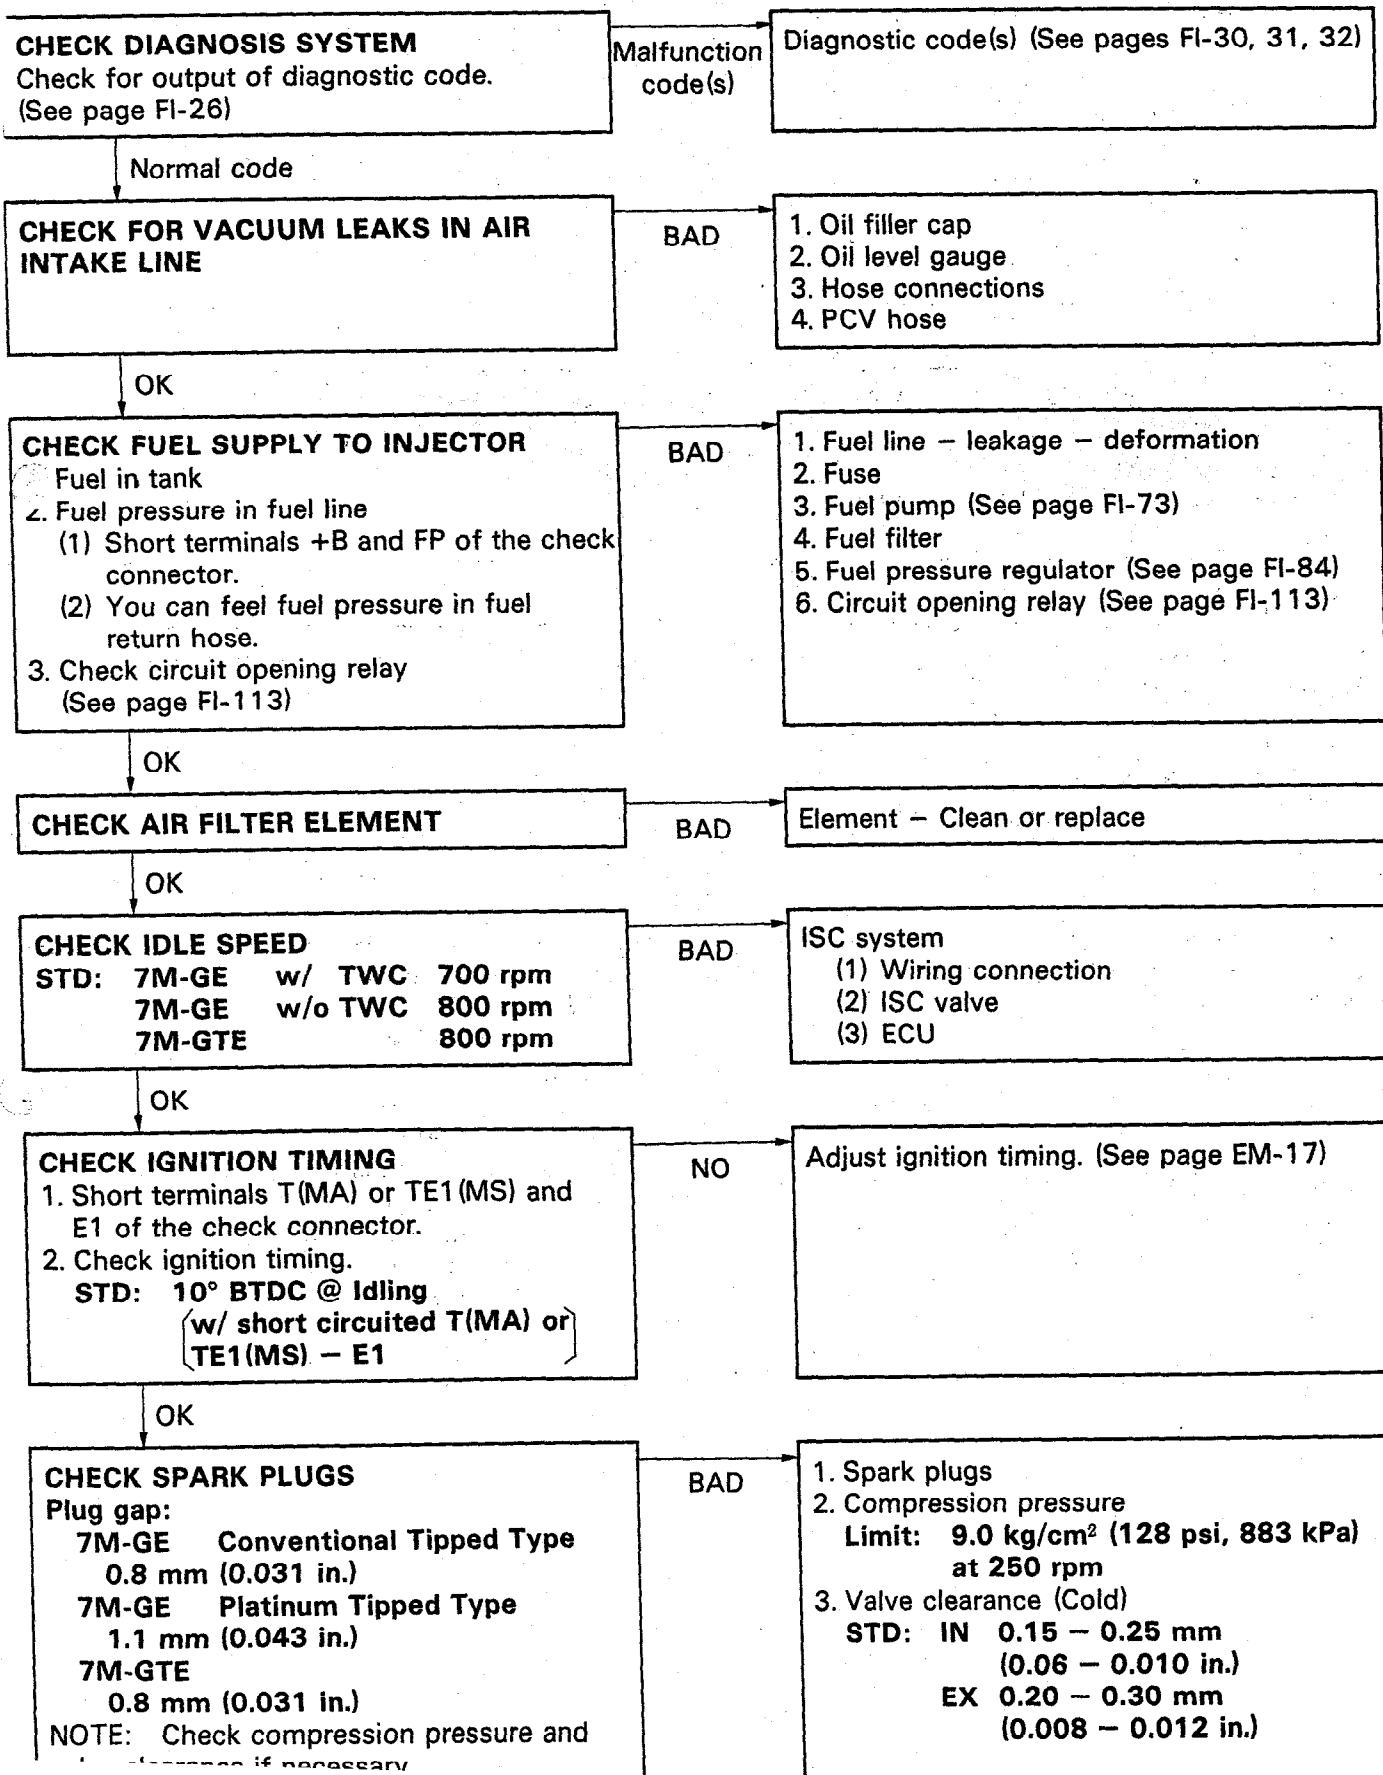 CHECK DIAGNOSIS SYSTEM
Check for output of diagnostic code.
(See page FI-26)
Malfunction
code(s)
Diagnostic code(s) (See pages FI-30, 31, 32)
Normal code
CHECK FOR VACUUM LEAKS IN AIR
INTAKE LINE
BAD
1. Oil filler cap
2. Oil level gauge
3. Hose connections
4. PCV hose
OK
CHECK FUEL SUPPLY TO INJECTOR
Fuel in tank
2. Fuel pressure in fuel line
(1) Short terminals +B and FP of the check
connector.
(2) You can feel fuel pressure in fuel
return hose.
3. Check circuit opening relay
(See page FI-113)
BAD
1. Fuel line – leakage – deformation
2. Fuse
3. Fuel pump (See page FI-73)
4. Fuel filter
5. Fuel pressure regulator (See page FI-84)
6. Circuit opening relay (See page FI-113)
OK
CHECK AIR FILTER ELEMENT
BAD
Element – Clean or replace
OK
CHECK IDLE SPEED
STD: 7M-GE w/ TWC 700 rpm
7M-GE w/o TWC 800 rpm
7M-GTE 800 rpm
BAD
ISC system
(1) Wiring connection
(2) ISC valve
(3) ECU
OK
CHECK IGNITION TIMING
1. Short terminals T(MA) or TE1(MS) and
E1 of the check connector.
2. Check ignition timing.
STD: 10° BTDC @ Idling
(w/ short circuited T(MA) or
TE1(MS) – E1)
NO
Adjust ignition timing. (See page EM-17)
OK
CHECK SPARK PLUGS
Plug gap:
7M-GE Conventional Tipped Type
0.8 mm (0.031 in.)
7M-GE Platinum Tipped Type
1.1 mm (0.043 in.)
7M-GTE
0.8 mm (0.031 in.)
NOTE: Check compression pressure and
if necessary
BAD
1. Spark plugs
2. Compression pressure
Limit: 9.0 kg/cm² (128 psi, 883 kPa)
at 250 rpm
3. Valve clearance (Cold)
STD: IN 0.15 – 0.25 mm
(0.06 – 0.010 in.)
EX 0.20 – 0.30 mm
(0.008 – 0.012 in.)